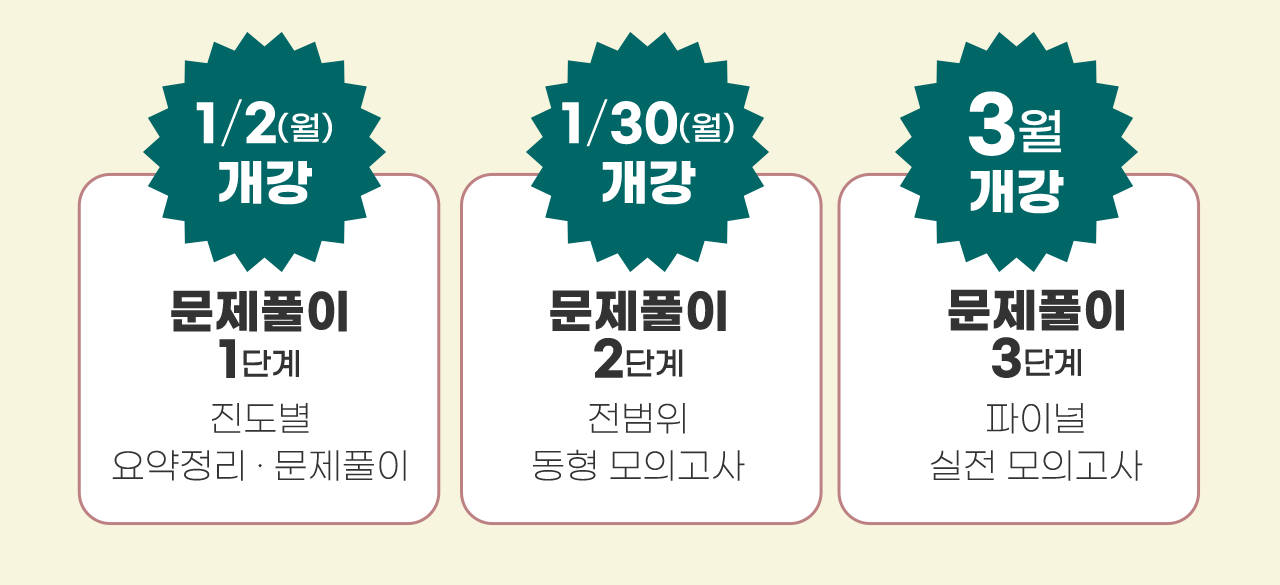 1/2(월)
개강
문제풀이
1단계
진도별
요약정리 · 문제풀이
1/30(월)
개강
문제풀이
2단계
전범위
동형 모의고사
3월
개강
문제풀이
3단계
파이널
실전 모의고사